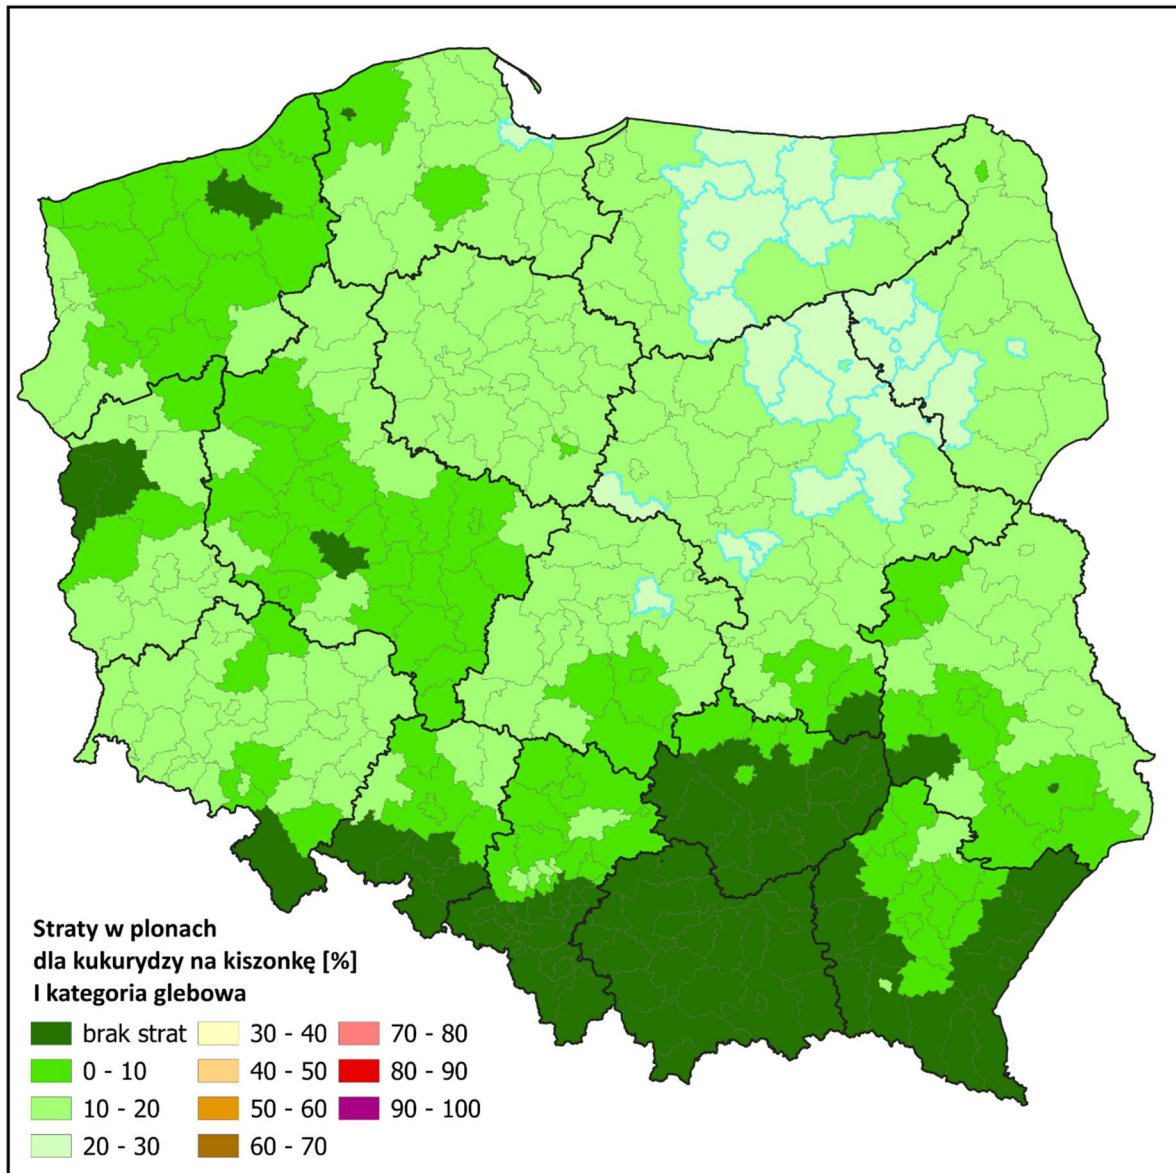 Straty w plonach
dla kukurydzy na kiszonkę [%]
I kategoria glebowa
brak strat
0 - 10
10 - 20
20 - 30
30 - 40
40 - 50
50 - 60
60 - 70
70 - 80
80 - 90
90 - 100